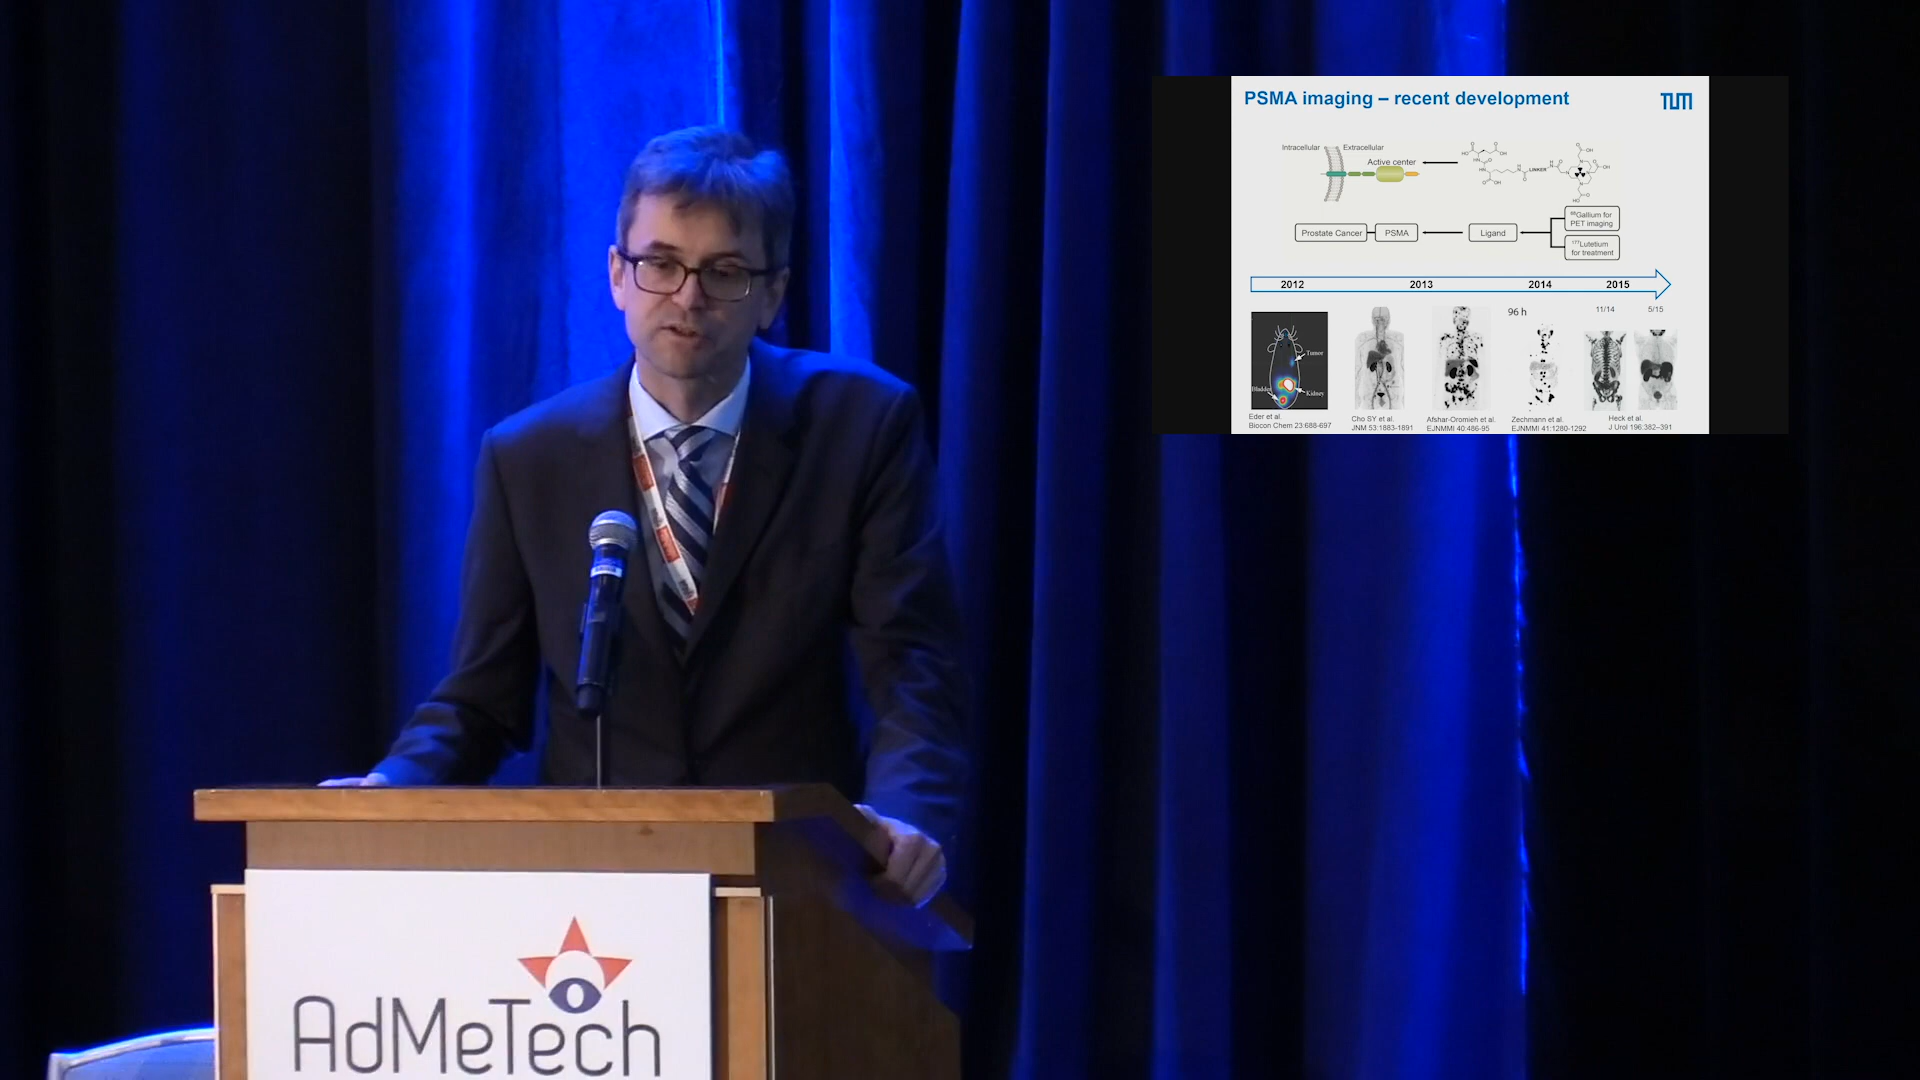 PSMA imaging – recent development
TUM
Intracellular
Extracellular
Active center
LINKER
Prostate Cancer
PSMA
Ligand
68Gallium for
PET imaging
177Lutetium
for treatment
2012
2013
2014
2015
96 h
11/14
5/15
Tumor
Bladder
Kidney
Eder et al.
Biocon Chem 23:688-697
Cho SY et al.
JNM 53:1883-1891
Afshar-Oromieh et al.
EJNMMI 40:486-95
Zechmann et al.
EJNMMI 41:1280-1292
Heck et al.
J Urol 196:382–391
AdMeTech